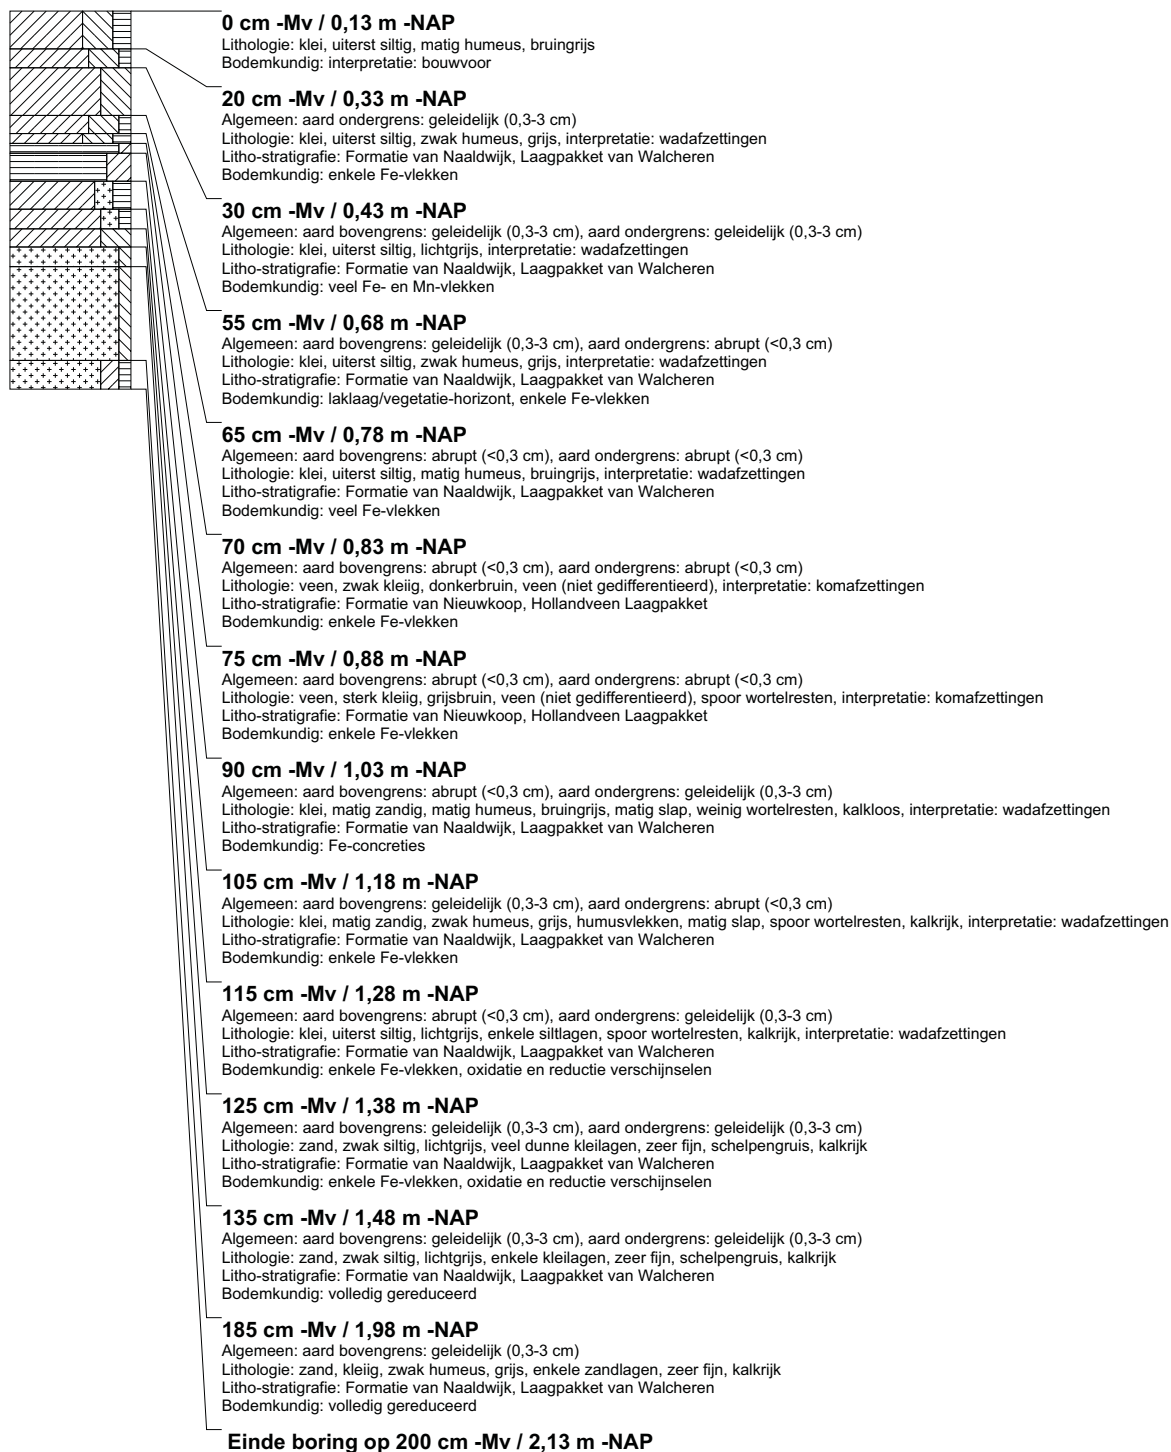 0 cm -Mv / 0,13 m -NAP
Lithologie: klei, uiterst siltig, matig humeus, bruingrijs
Bodemkundig: interpretatie: bouwvoor
20 cm -Mv / 0,33 m -NAP
Algemeen: aard ondergrens: geleidelijk (0,3-3 cm)
Lithologie: klei, uiterst siltig, zwak humeus, grijs, interpretatie: wadafzettingen
Litho-stratigrafie: Formatie van Naaldwijk, Laagpakket van Walcheren
Bodemkundig: enkele Fe-vlekken
30 cm -Mv / 0,43 m -NAP
Algemeen: aard bovengrens: geleidelijk (0,3-3 cm), aard ondergrens: geleidelijk (0,3-3 cm)
Lithologie: klei, uiterst siltig, lichtgrijs, interpretatie: wadafzettingen
Litho-stratigrafie: Formatie van Naaldwijk, Laagpakket van Walcheren
Bodemkundig: veel Fe- en Mn-vlekken
55 cm -Mv / 0,68 m -NAP
Algemeen: aard bovengrens: geleidelijk (0,3-3 cm), aard ondergrens: abrupt (<0,3 cm)
Lithologie: klei, uiterst siltig, zwak humeus, grijs, interpretatie: wadafzettingen
Litho-stratigrafie: Formatie van Naaldwijk, Laagpakket van Walcheren
Bodemkundig: laklaag/vegetatie-horizont, enkele Fe-vlekken
65 cm -Mv / 0,78 m -NAP
Algemeen: aard bovengrens: abrupt (<0,3 cm), aard ondergrens: abrupt (<0,3 cm)
Lithologie: klei, uiterst siltig, matig humeus, bruingrijs, interpretatie: wadafzettingen
Litho-stratigrafie: Formatie van Naaldwijk, Laagpakket van Walcheren
Bodemkundig: veel Fe-vlekken
70 cm -Mv / 0,83 m -NAP
Algemeen: aard bovengrens: abrupt (<0,3 cm), aard ondergrens: abrupt (<0,3 cm)
Lithologie: veen, zwak kleiig, donkerbruin, veen (niet gedifferentieerd), interpretatie: komafzettingen
Litho-stratigrafie: Formatie van Nieuwkoop, Hollandveen Laagpakket
Bodemkundig: enkele Fe-vlekken
75 cm -Mv / 0,88 m -NAP
Algemeen: aard bovengrens: abrupt (<0,3 cm), aard ondergrens: abrupt (<0,3 cm)
Lithologie: veen, sterk kleiig, grijsbruin, veen (niet gedifferentieerd), spoor wortelresten, interpretatie: komafzettingen
Litho-stratigrafie: Formatie van Nieuwkoop, Hollandveen Laagpakket
Bodemkundig: enkele Fe-vlekken
90 cm -Mv / 1,03 m -NAP
Algemeen: aard bovengrens: abrupt (<0,3 cm), aard ondergrens: geleidelijk (0,3-3 cm)
Lithologie: klei, matig zandig, matig humeus, bruingrijs, matig slap, weinig wortelresten, kalkloos, interpretatie: wadafzettingen
Litho-stratigrafie: Formatie van Naaldwijk, Laagpakket van Walcheren
Bodemkundig: Fe-concreties
105 cm -Mv / 1,18 m -NAP
Algemeen: aard bovengrens: geleidelijk (0,3-3 cm), aard ondergrens: abrupt (<0,3 cm)
Lithologie: klei, matig zandig, zwak humeus, grijs, humusvlekken, matig slap, spoor wortelresten, kalkrijk, interpretatie: wadafzettingen
Litho-stratigrafie: Formatie van Naaldwijk, Laagpakket van Walcheren
Bodemkundig: enkele Fe-vlekken
115 cm -Mv / 1,28 m -NAP
Algemeen: aard bovengrens: abrupt (<0,3 cm), aard ondergrens: geleidelijk (0,3-3 cm)
Lithologie: klei, uiterst siltig, lichtgrijs, enkele siltlagen, spoor wortelresten, kalkrijk, interpretatie: wadafzettingen
Litho-stratigrafie: Formatie van Naaldwijk, Laagpakket van Walcheren
Bodemkundig: enkele Fe-vlekken, oxidatie en reductie verschijnselen
125 cm -Mv / 1,38 m -NAP
Algemeen: aard bovengrens: geleidelijk (0,3-3 cm), aard ondergrens: geleidelijk (0,3-3 cm)
Lithologie: zand, zwak siltig, lichtgrijs, veel dunne kleilagen, zeer fijn, schelpengruis, kalkrijk
Litho-stratigrafie: Formatie van Naaldwijk, Laagpakket van Walcheren
Bodemkundig: enkele Fe-vlekken, oxidatie en reductie verschijnselen
135 cm -Mv / 1,48 m -NAP
Algemeen: aard bovengrens: geleidelijk (0,3-3 cm), aard ondergrens: geleidelijk (0,3-3 cm)
Lithologie: zand, zwak siltig, lichtgrijs, enkele kleilagen, zeer fijn, schelpengruis, kalkrijk
Litho-stratigrafie: Formatie van Naaldwijk, Laagpakket van Walcheren
Bodemkundig: volledig gereduceerd
185 cm -Mv / 1,98 m -NAP
Algemeen: aard bovengrens: geleidelijk (0,3-3 cm)
Lithologie: zand, kleiig, zwak humeus, grijs, enkele zandlagen, zeer fijn, kalkrijk
Litho-stratigrafie: Formatie van Naaldwijk, Laagpakket van Walcheren
Bodemkundig: volledig gereduceerd
Einde boring op 200 cm -Mv / 2,13 m -NAP